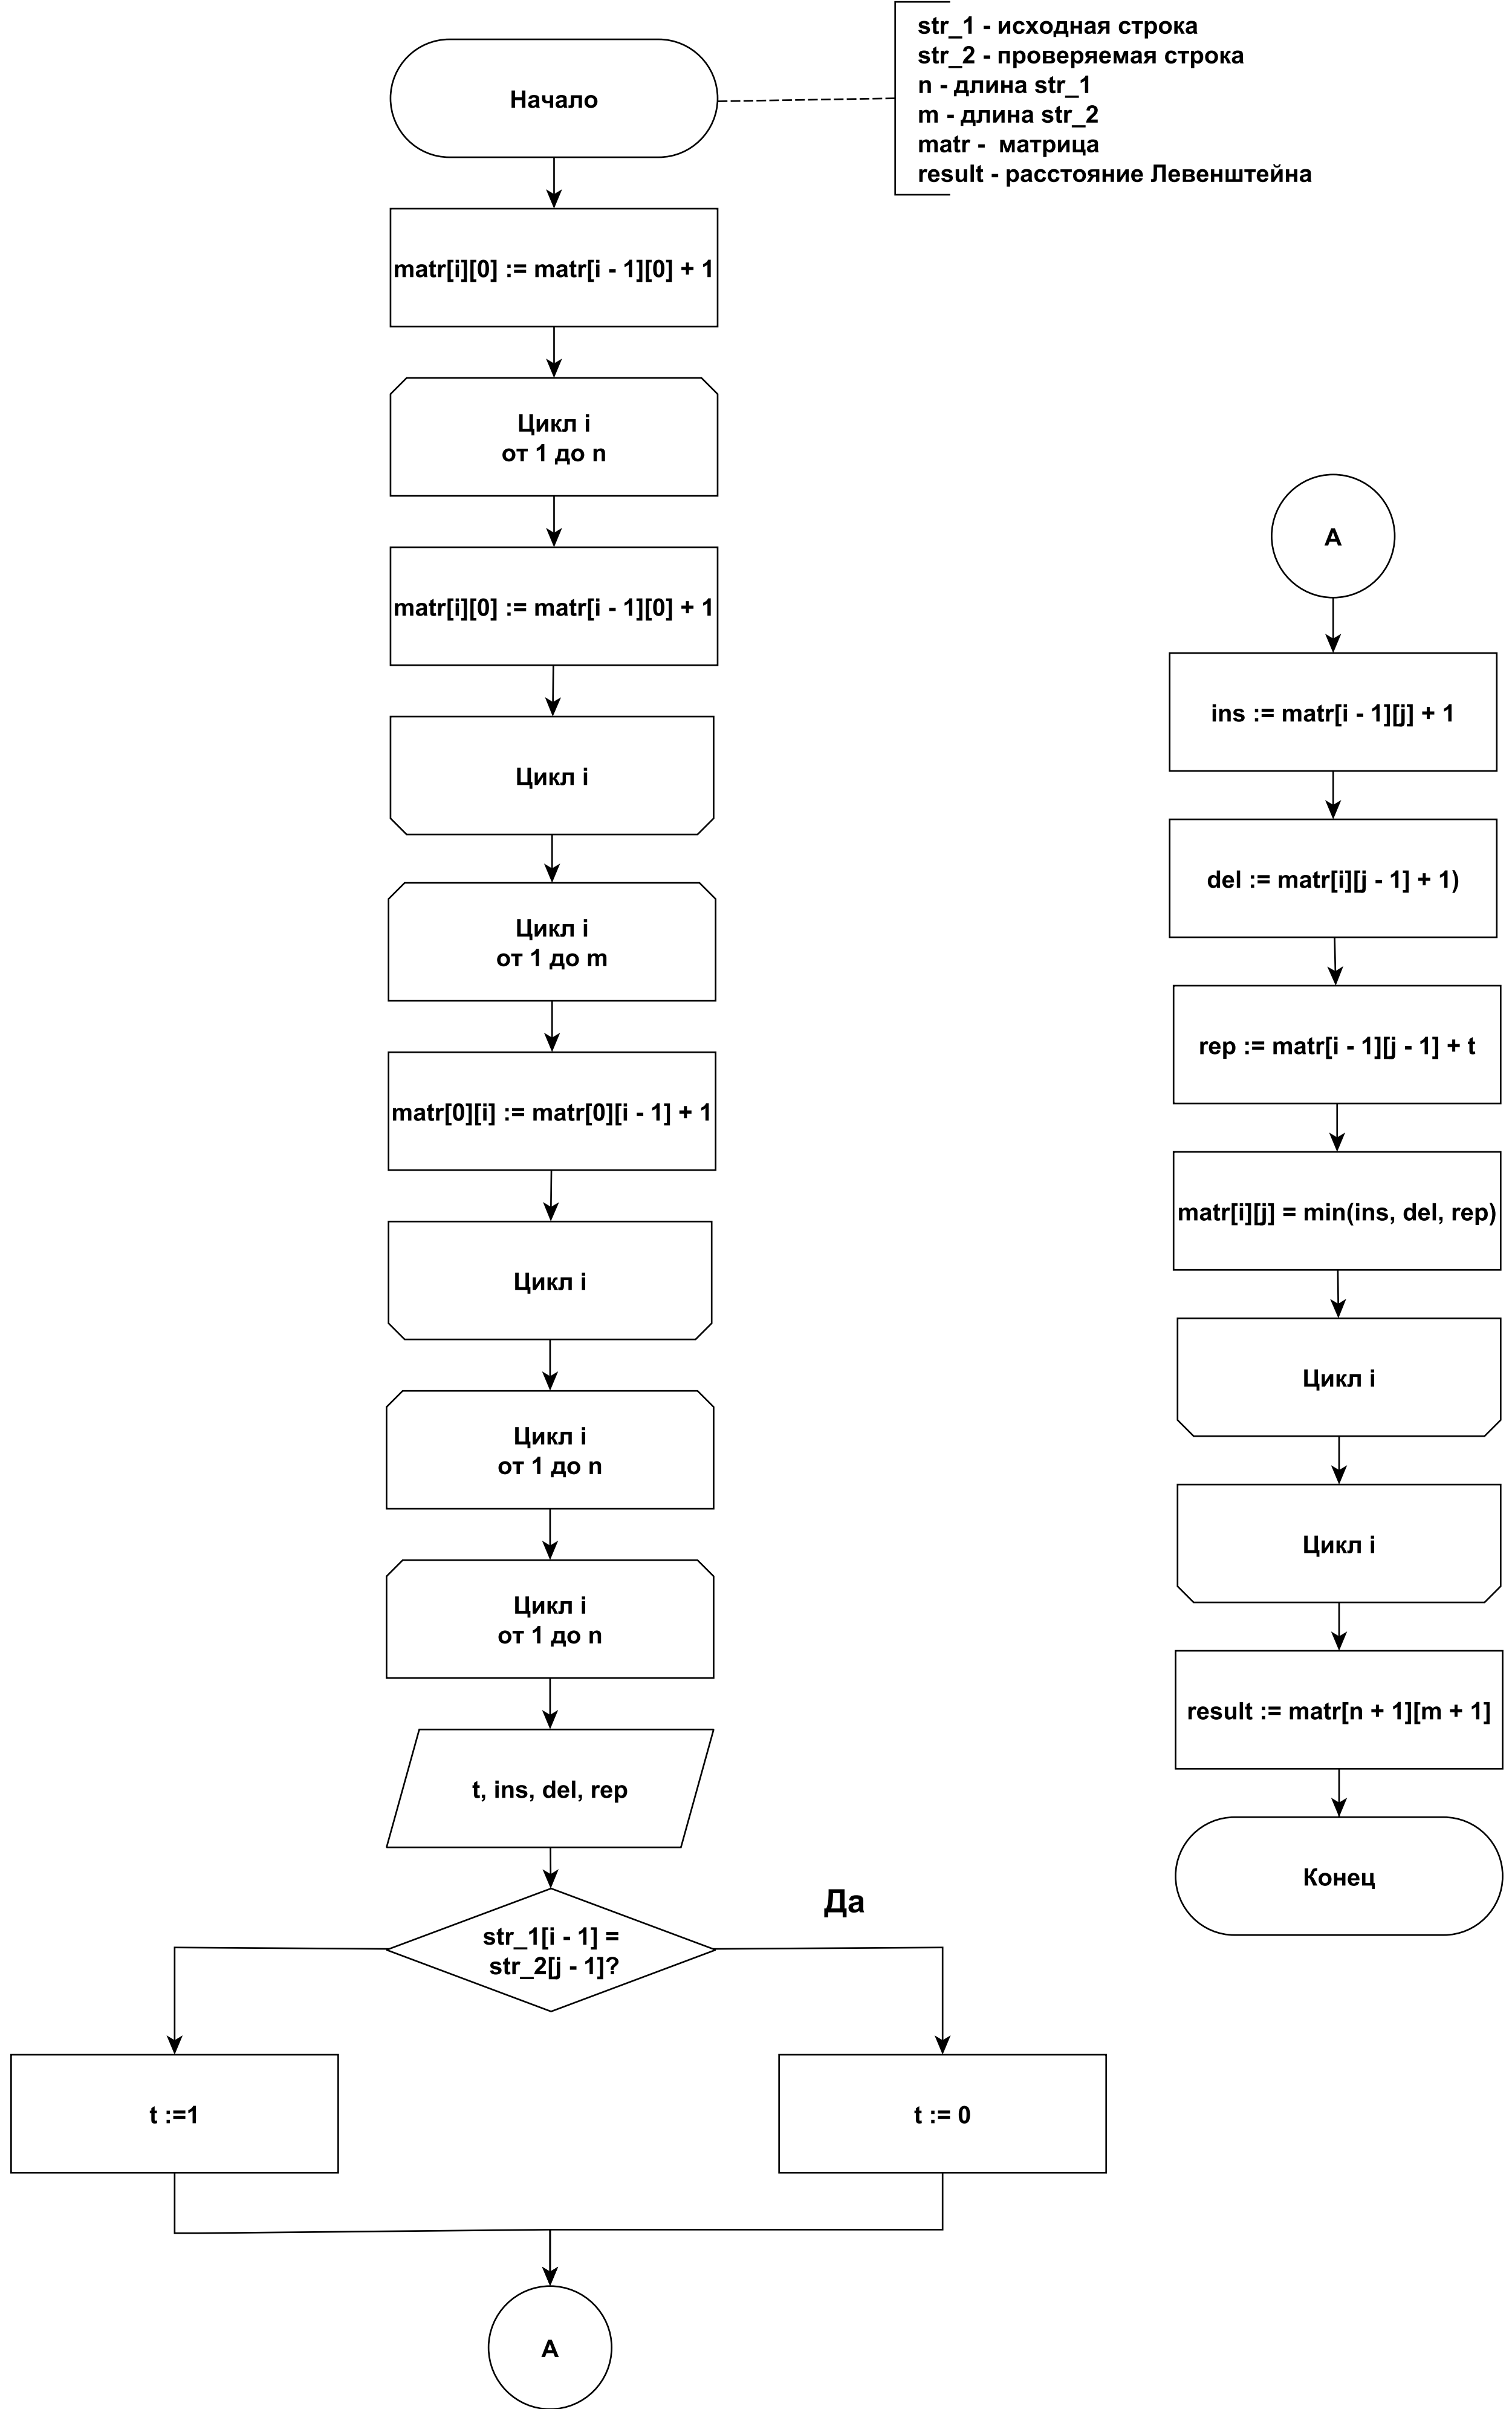 str_1 - исходная строка
str_2 - проверяемая строка
n - длина str_1
m - длина str_2
matr -  матрица
result - расстояние Левенштейна
Начало
matr[i][0] := matr[i - 1][0] + 1
Цикл i
от 1 до n
matr[i][0] := matr[i - 1][0] + 1
Цикл i
Цикл i
от 1 до m
matr[0][i] := matr[0][i - 1] + 1
Цикл i
Цикл i
от 1 до n
Цикл i
от 1 до n
t, ins, del, rep
str_1[i - 1] =
str_2[j - 1]?
Да
t :=1
t := 0
A
A
ins := matr[i - 1][j] + 1
del := matr[i][j - 1] + 1)
rep := matr[i - 1][j - 1] + t
matr[i][j] = min(ins, del, rep)
Цикл i
Цикл i
result := matr[n + 1][m + 1]
Конец